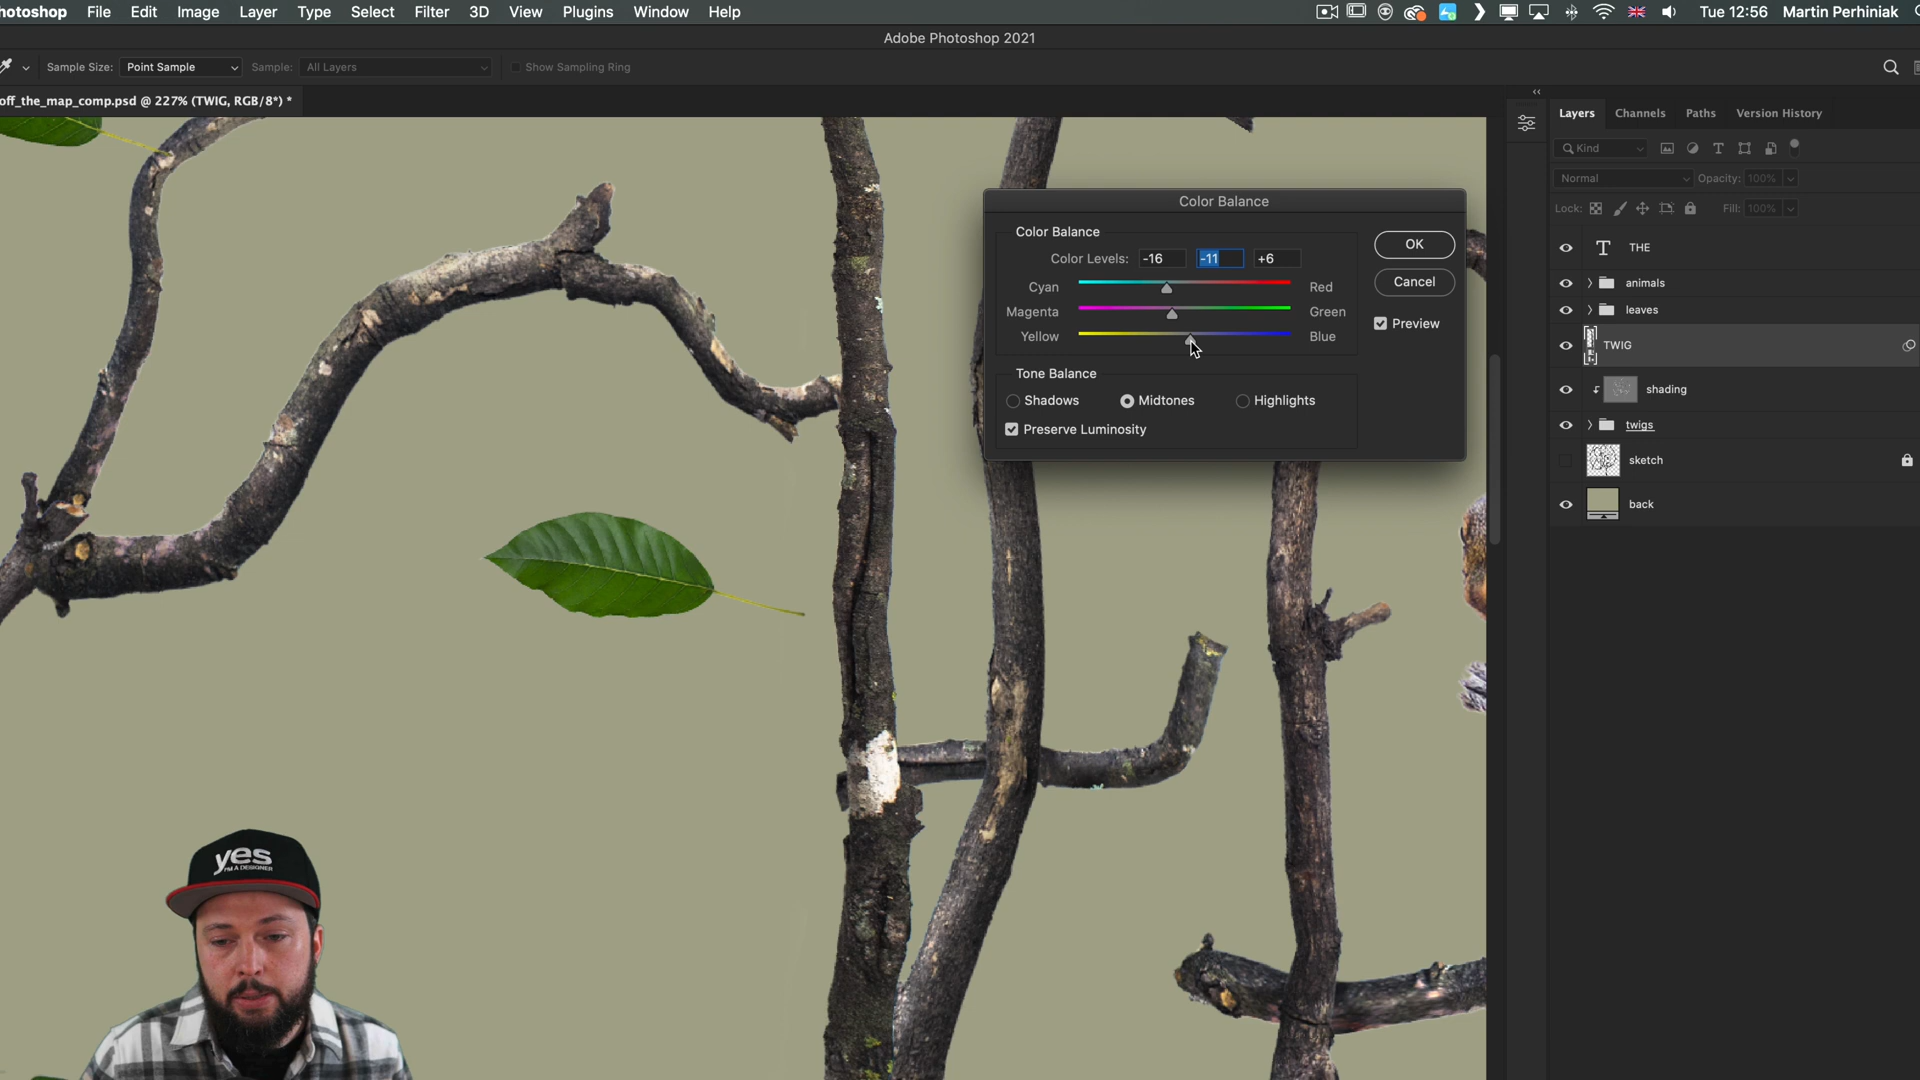 hotoshop File Edit Image Layer Type Select Filter 3D View Plugins Window Help Tue 12:56 Martin Perhiniak
Adobe Photoshop 2021
Sample Size: Point Sample Sample: All Layers Show Sampling Ring
off_the_map_comp.psd @ 227% (TWIG, RGB/8*) *
Layers Channels Paths Version History
Kind
Normal Opacity: 100%
Lock: Fill: 100%
THE
animals
leaves
TWIG
shading
twigs
sketch
back
Color Balance
Color Balance
Color Levels: -16 -11 +6
Cyan Red
Magenta Green
Yellow Blue
Tone Balance
Shadows Midtones Highlights
Preserve Luminosity
OK
Cancel
Preview
yes
I'M A DESIGNER